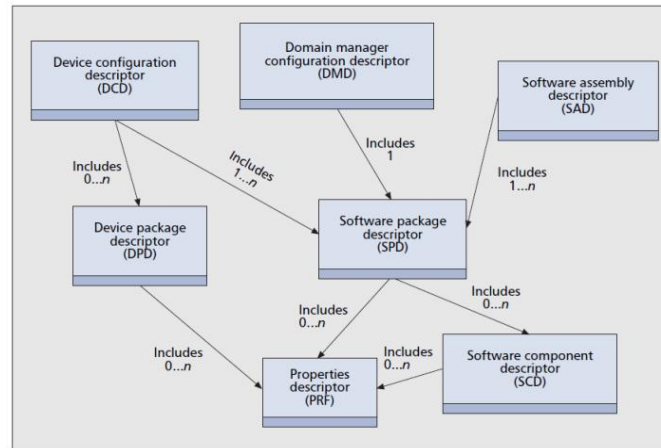 Device configuration
descriptor
(DCD)
Domain manager
configuration descriptor
(DMD)
Software assembly
descriptor
(SAD)
Includes
0...n
Includes
1...n
Includes
1
Includes
1...n
Device package
descriptor
(DPD)
Software package
descriptor
(SPD)
Includes
0...n
Includes
0...n
Includes
0...n
Includes
0...n
Properties
descriptor
(PRF)
Software component
descriptor
(SCD)